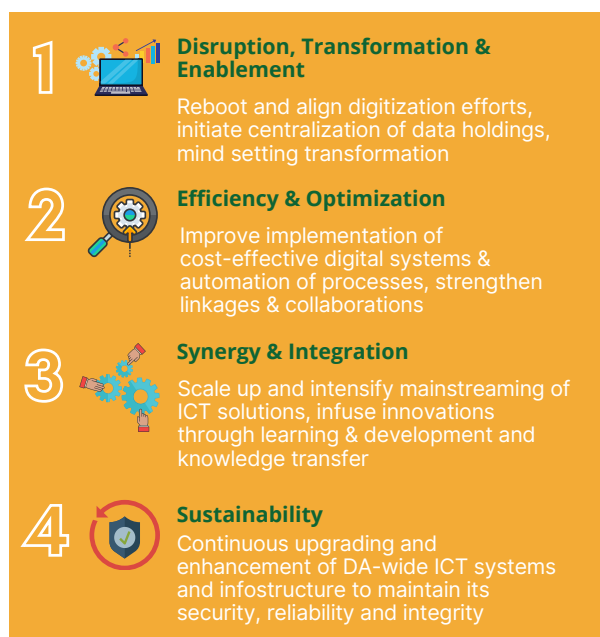 1
Disruption, Transformation &
Enablement
Reboot and align digitization efforts,
initiate centralization of data holdings,
mind setting transformation
2
Efficiency & Optimization
Improve implementation of
cost-effective digital systems &
automation of processes, strengthen
linkages & collaborations
3
Synergy & Integration
Scale up and intensify mainstreaming of
ICT solutions, infuse innovations
through learning & development and
knowledge transfer
4
Sustainability
Continuous upgrading and
enhancement of DA-wide ICT systems
and infostructure to maintain its
security, reliability and integrity